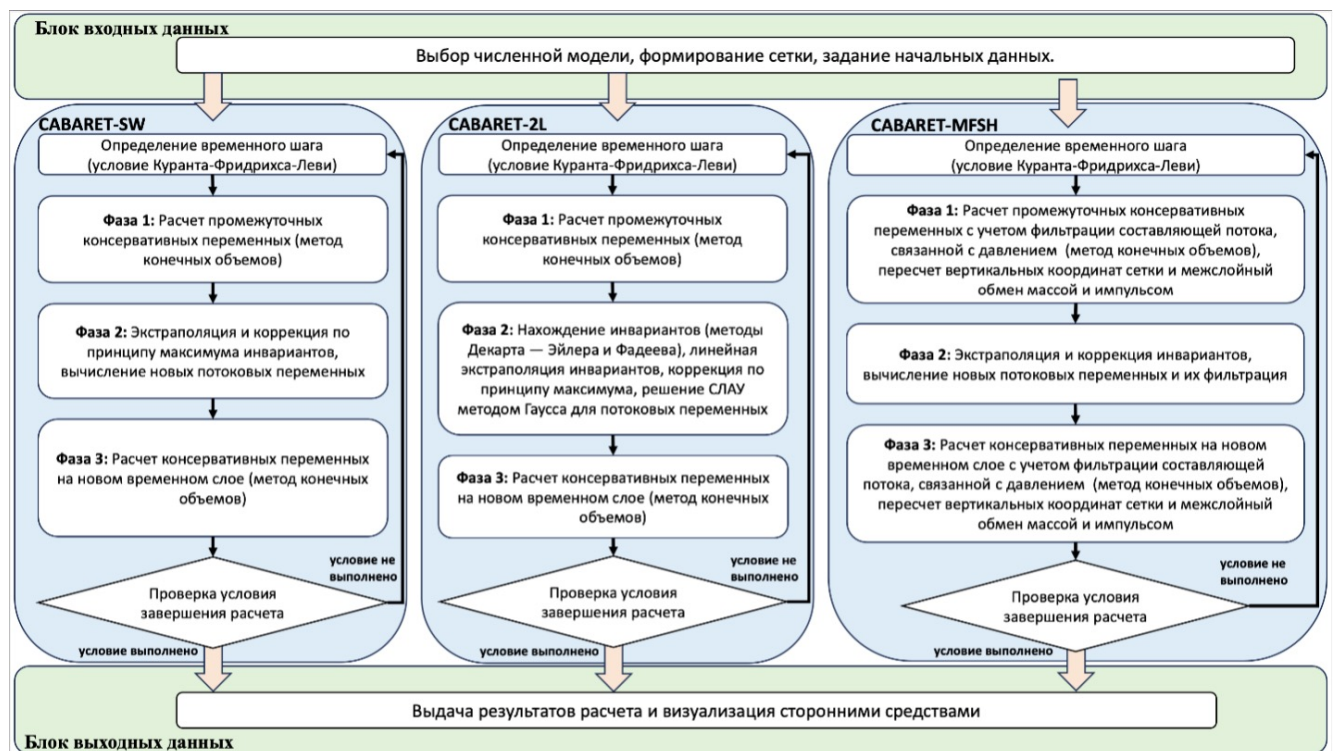 Блок входных данных
Выбор численной модели, формирование сетки, задание начальных данных.
CABARET-SW
Определение временного шага
(условие Куранта-Фридрихса-Леви)
Фаза 1: Расчет промежуточных
консервативных переменных (метод
конечных объемов)
Фаза 2: Экстраполяция и коррекция по
принципу максимума инвариантов,
вычисление новых потоковых переменных
Фаза 3: Расчет консервативных переменных
на новом временном слое (метод конечных
объемов)
условие не
выполнено
Проверка условия
завершения расчета
условие выполнено
CABARET-2L
Определение временного шага
(условие Куранта-Фридрихса-Леви)
Фаза 1: Расчет промежуточных
консервативных переменных (метод
конечных объемов)
Фаза 2: Нахождение инвариантов (методы
Декарта — Эйлера и Фадеева), линейная
экстраполяция инвариантов, коррекция по
принципу максимума, решение СЛАУ
методом Гаусса для потоковых переменных
Фаза 3: Расчет консервативных переменных
на новом временном слое (метод конечных
объемов)
условие не
выполнено
Проверка условия
завершения расчета
условие выполнено
CABARET-MFSH
Определение временного шага
(условие Куранта-Фридрихса-Леви)
Фаза 1: Расчет промежуточных консервативных
переменных с учетом фильтрации составляющей потока,
связанной с давлением (метод конечных объемов),
пересчет вертикальных координат сетки и межслойный
обмен массой и импульсом
Фаза 2: Экстраполяция и коррекция инвариантов,
вычисление новых потоковых переменных и их фильтрация
Фаза 3: Расчет консервативных переменных на новом
временном слое с учетом фильтрации составляющей
потока, связанной с давлением (метод конечных объемов),
пересчет вертикальных координат сетки и межслойный
обмен массой и импульсом
условие не
выполнено
Проверка условия
завершения расчета
условие выполнено
Выдача результатов расчета и визуализация сторонними средствами
Блок выходных данных